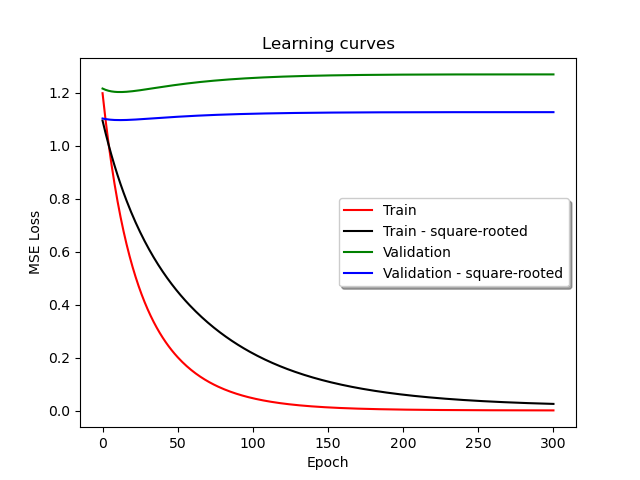 Learning curves
MSE Loss
1.2
1.0
0.8
0.6
0.4
0.2
0.0
Train
Train - square-rooted
Validation
Validation - square-rooted
0 50 100 150 200 250 300
Epoch